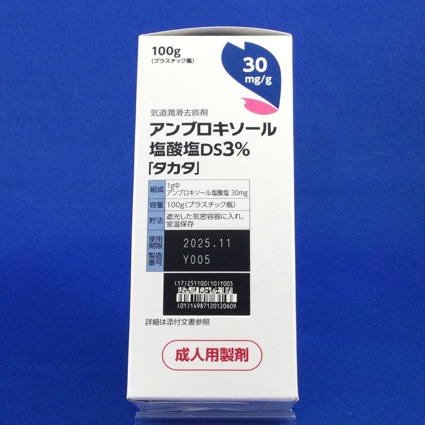 100g
(プラスチック瓶)
30
mg/g
気道潤滑去痰剤
アンブロキソール
塩酸塩DS3%
「タカタ」
組成 1g中
アンブロキソール塩酸塩 30mg
容量 100g(プラスチック瓶)
貯法 遮光した気密容器に入れ、
室温保存
使用
期限 2025.11
製造
番号 Y005
(17)251100(10)Y005
(01)14987120120609
詳細は添付文書参照
成人用製剤